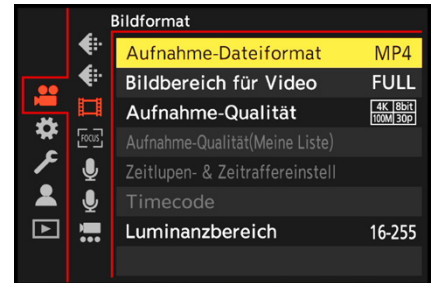 Bildformat
Aufnahme-Dateiformat MP4
Bildbereich für Video FULL
Aufnahme-Qualität 4K 8bit 100M 30p
FOCUS Aufnahme-Qualität(Meine Liste)
Zeitlupen- & Zeitraffereinstell
Timecode
Luminanzbereich 16-255